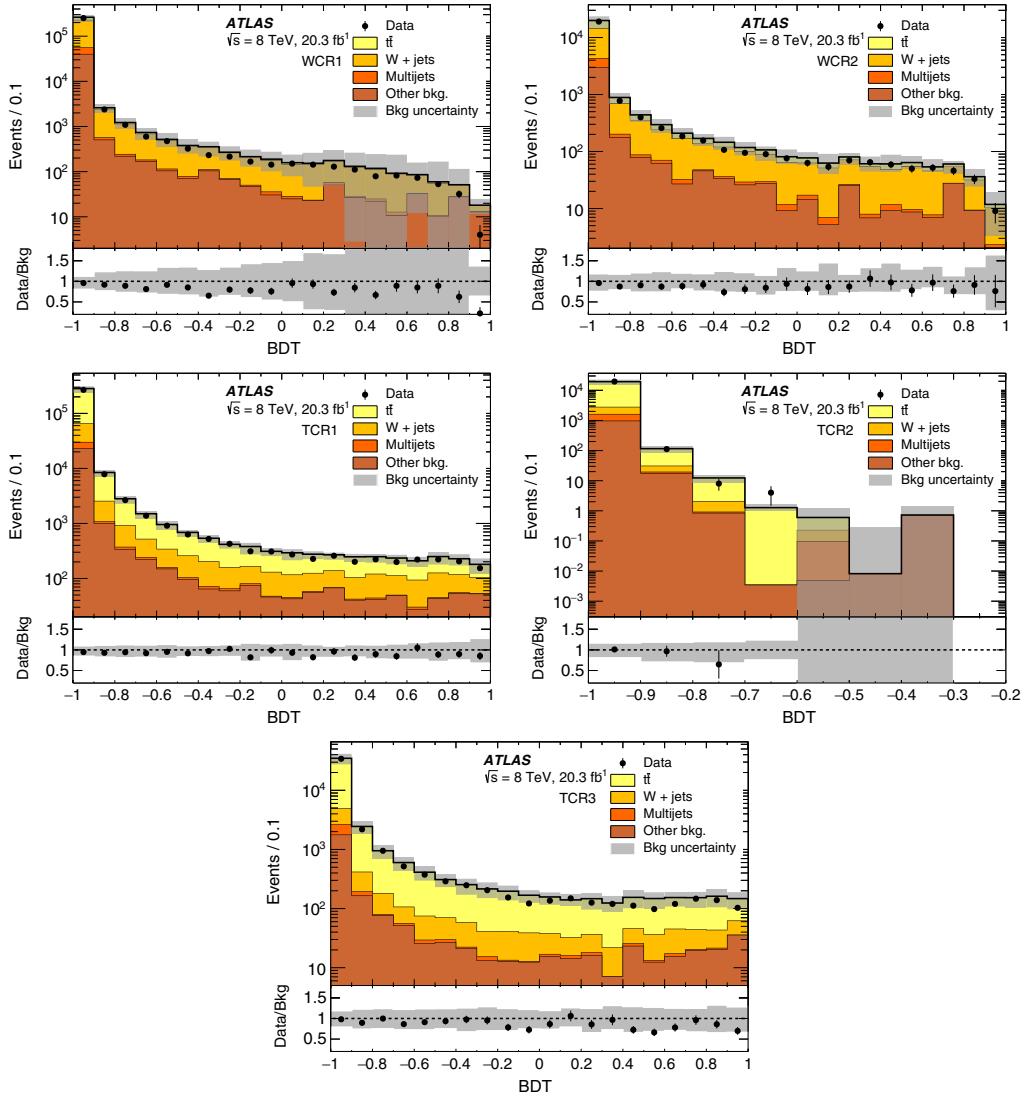 ATLAS
√s = 8 TeV, 20.3 fb⁻¹
WCR1
Data
tt̄
W + jets
Multijets
Other bkg.
Bkg uncertainty
Events / 0.1
10⁵
10⁴
10³
10²
10
Data/Bkg
1.5
1
0.5
−1 −0.8 −0.6 −0.4 −0.2 0 0.2 0.4 0.6 0.8 1
BDT
ATLAS
√s = 8 TeV, 20.3 fb⁻¹
WCR2
Data
tt̄
W + jets
Multijets
Other bkg.
Bkg uncertainty
Events / 0.1
10⁴
10³
10²
10
Data/Bkg
1.5
1
0.5
−1 −0.8 −0.6 −0.4 −0.2 0 0.2 0.4 0.6 0.8 1
BDT
ATLAS
√s = 8 TeV, 20.3 fb⁻¹
TCR1
Data
tt̄
W + jets
Multijets
Other bkg.
Bkg uncertainty
Events / 0.1
10⁵
10⁴
10³
10²
Data/Bkg
1.5
1
0.5
−1 −0.8 −0.6 −0.4 −0.2 0 0.2 0.4 0.6 0.8 1
BDT
ATLAS
√s = 8 TeV, 20.3 fb⁻¹
TCR2
Data
tt̄
W + jets
Multijets
Other bkg.
Bkg uncertainty
Events / 0.1
10⁴
10³
10²
10
1
10⁻¹
10⁻²
10⁻³
Data/Bkg
1.5
1
0.5
−1 −0.9 −0.8 −0.7 −0.6 −0.5 −0.4 −0.3 −0.2
BDT
ATLAS
√s = 8 TeV, 20.3 fb⁻¹
TCR3
Data
tt̄
W + jets
Multijets
Other bkg.
Bkg uncertainty
Events / 0.1
10⁴
10³
10²
10
Data/Bkg
1.5
1
0.5
−1 −0.8 −0.6 −0.4 −0.2 0 0.2 0.4 0.6 0.8 1
BDT